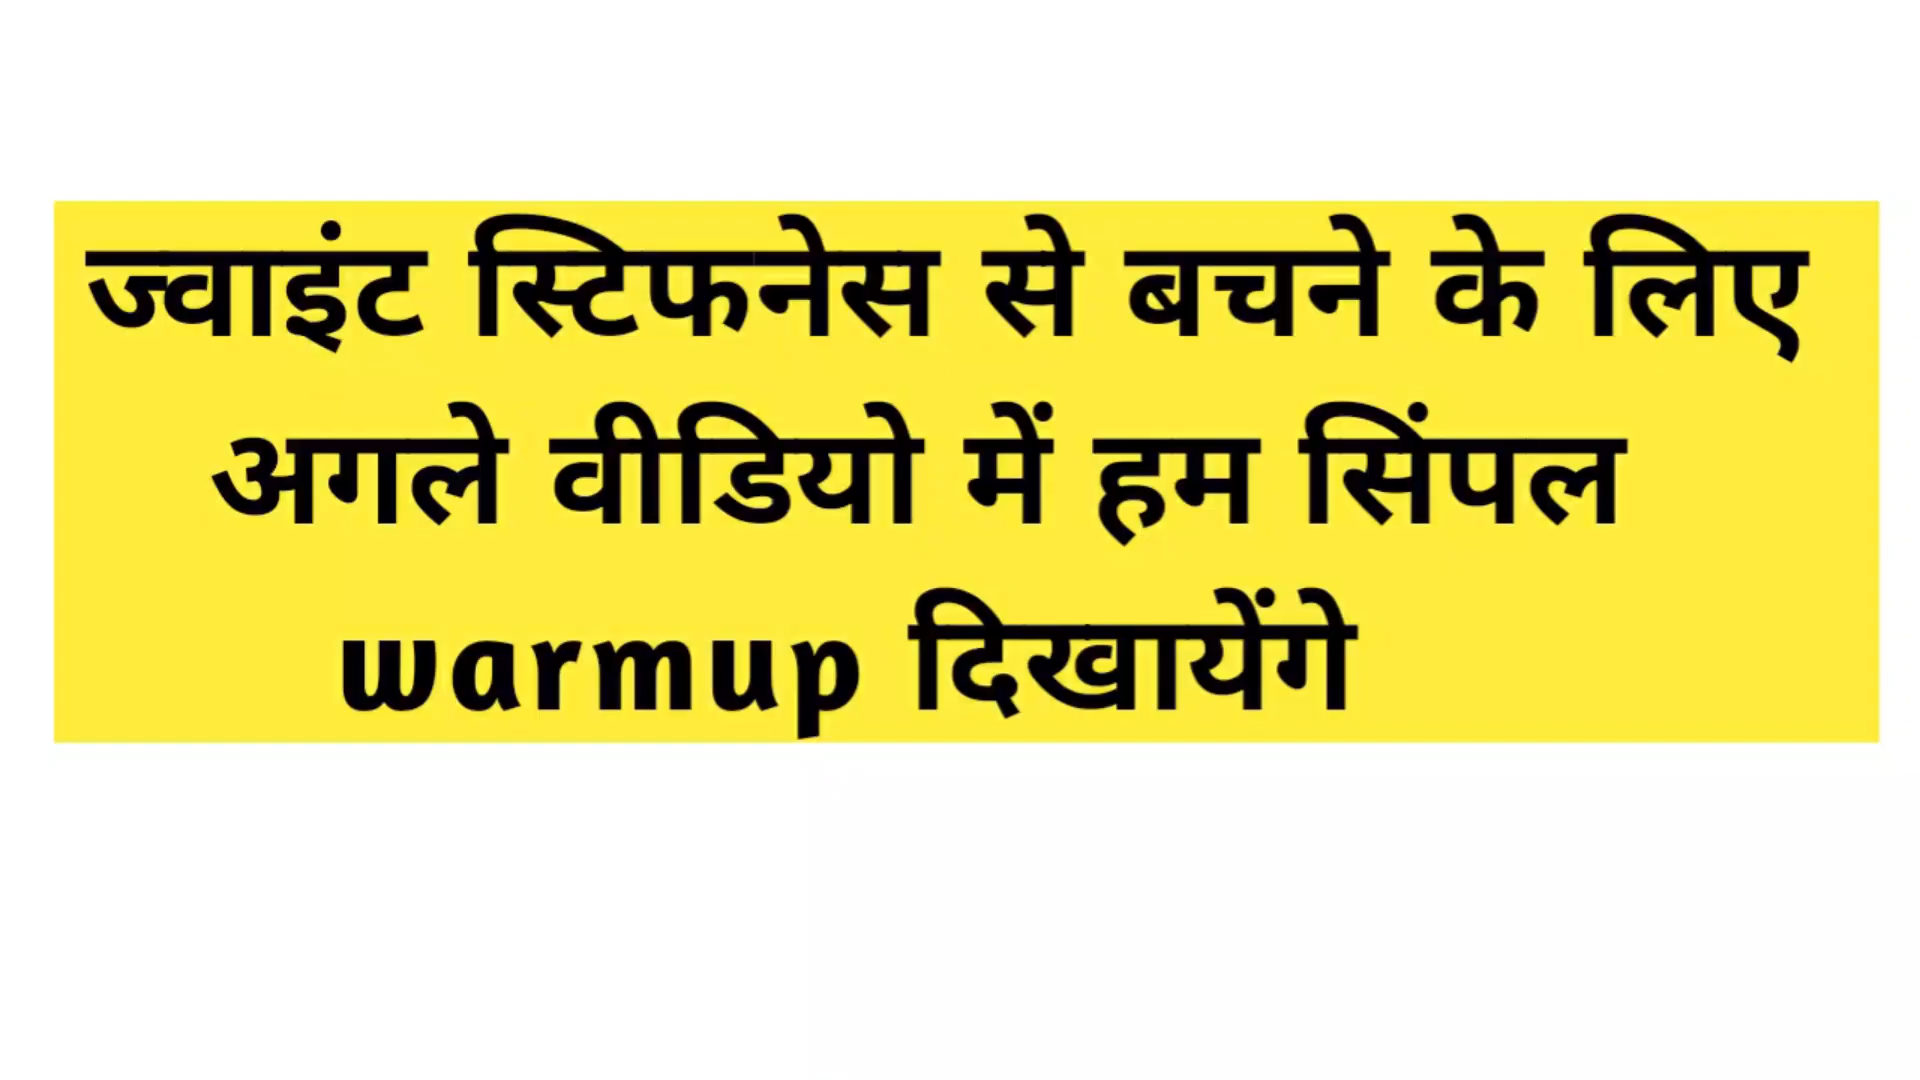 ज्वाइंट स्टिफनेस से बचने के लिए
अगले वीडियो में हम सिंपल
warmup दिखायेंगे